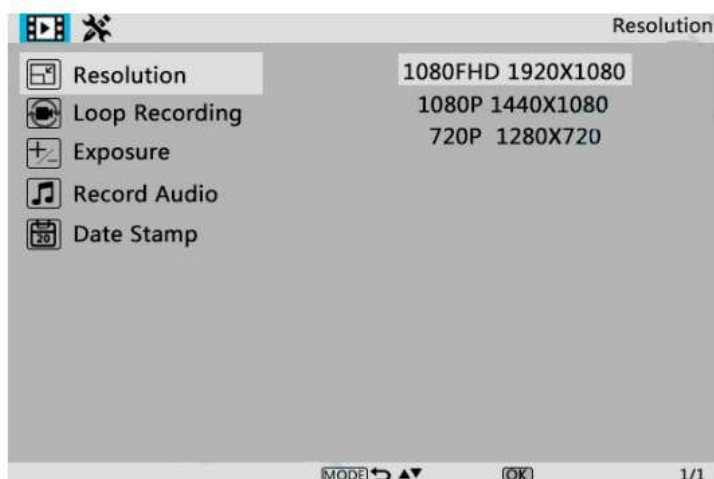 Resolution
Resolution
1080FHD 1920X1080
Loop Recording
1080P 1440X1080
Exposure
720P 1280X720
Record Audio
20
Date Stamp
MODE OK 1/1